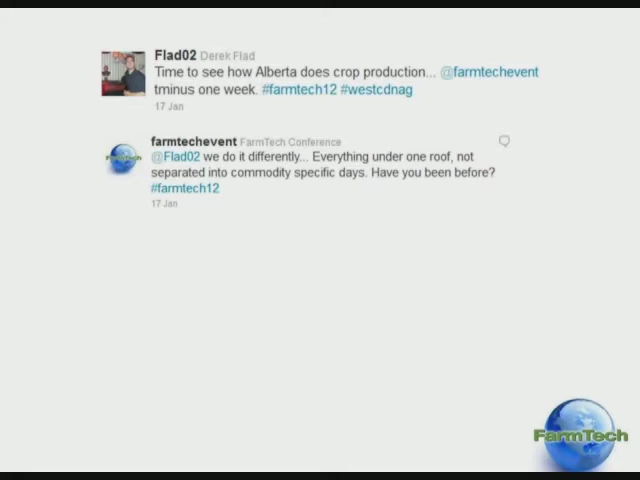 Flad02 Derek Flad
Time to see how Alberta does crop production... @farmtechevent
tminus one week. #farmtech12 #westcdnag
17 Jan
farmtechevent FarmTech Conference
@Flad02 we do it differently... Everything under one roof, not
separated into commodity specific days. Have you been before?
#farmtech12
17 Jan
FarmTech
FarmTech